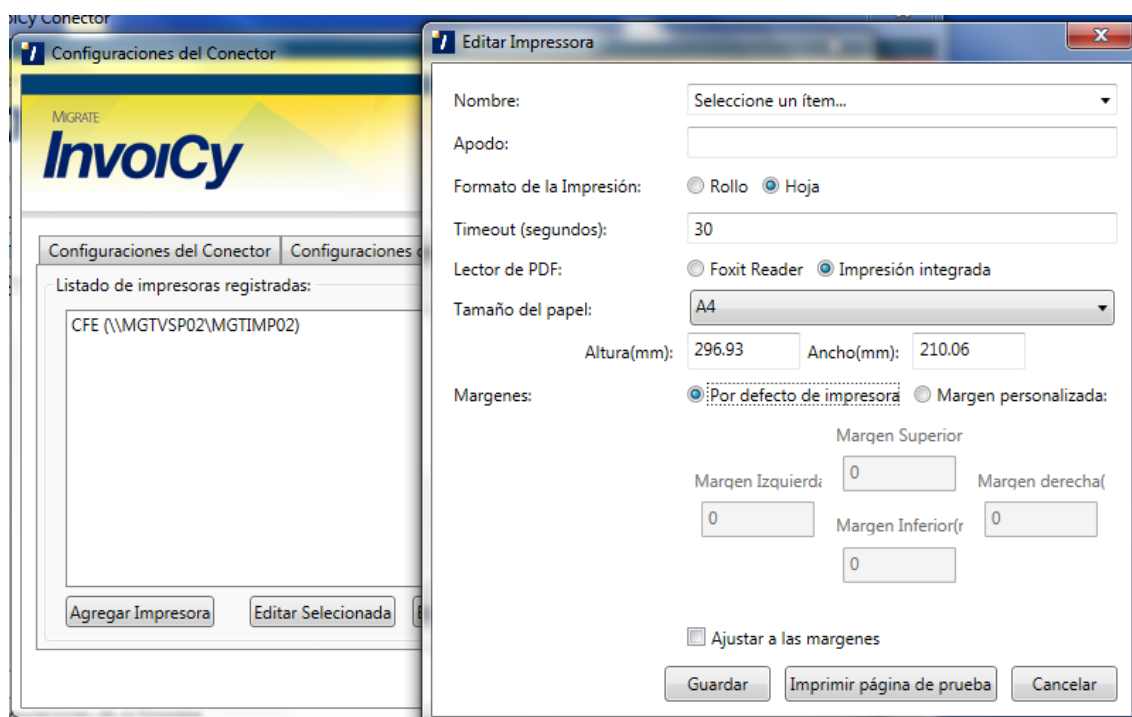 Cy Conector
Configuraciones del Conector
MIGRATE
InvoiCy
Configuraciones del Conector
Configuraciones
Listado de impresoras registradas:
CFE (\\MGTVSP02\MGTIMP02)
Agregar Impresora
Editar Selecionada
Editar Impressora
X
Nombre:
Seleccione un ítem...
Apodo:
Formato de la Impresión:
Rollo
Hoja
Timeout (segundos):
30
Lector de PDF:
Foxit Reader
Impresión integrada
Tamaño del papel:
A4
Altura(mm):
296.93
Ancho(mm):
210.06
Margenes:
Por defecto de impresora
Margen personalizada:
Margen Superior
0
Margen Izquierda
0
Margen derecha(
0
Margen Inferior(r
0
Ajustar a las margenes
Guardar
Imprimir página de prueba
Cancelar